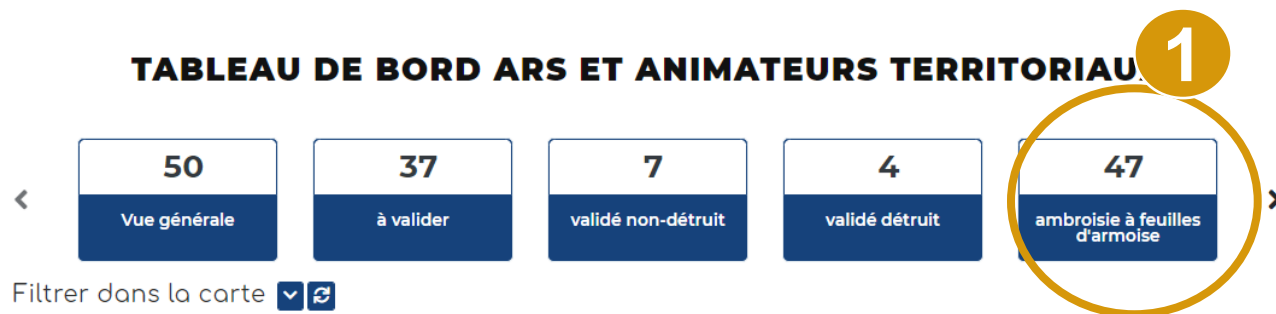 1
TABLEAU DE BORD ARS ET ANIMATEURS TERRITORIAU
50
Vue générale
37
à valider
7
validé non-détruit
4
validé détruit
47
ambroisie à feuilles
d'armoise
Filtrer dans la carte